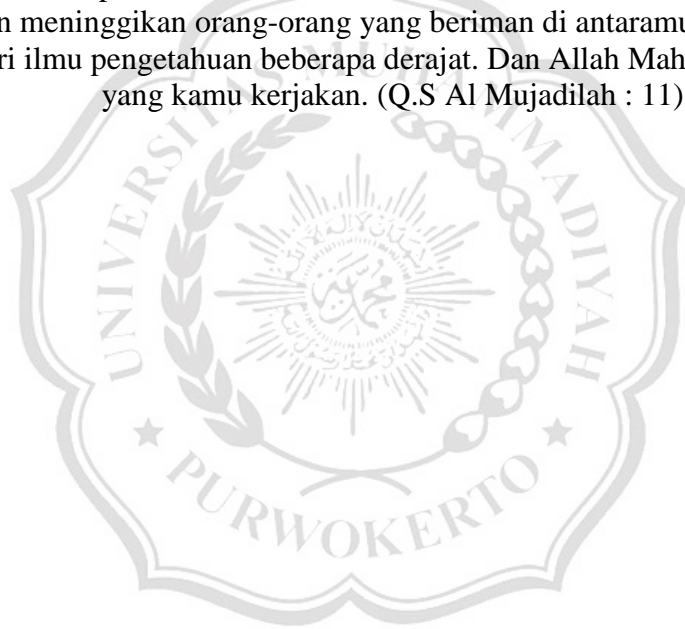 n meninggikan orang-orang yang beriman di antaramu
ri ilmu pengetahuan beberapa derajat. Dan Allah Mah
yang kamu kerjakan. (Q.S Al Mujadilah : 11)
UNIVERSITAS MUHAMMADIYAH
PURWOKERTO